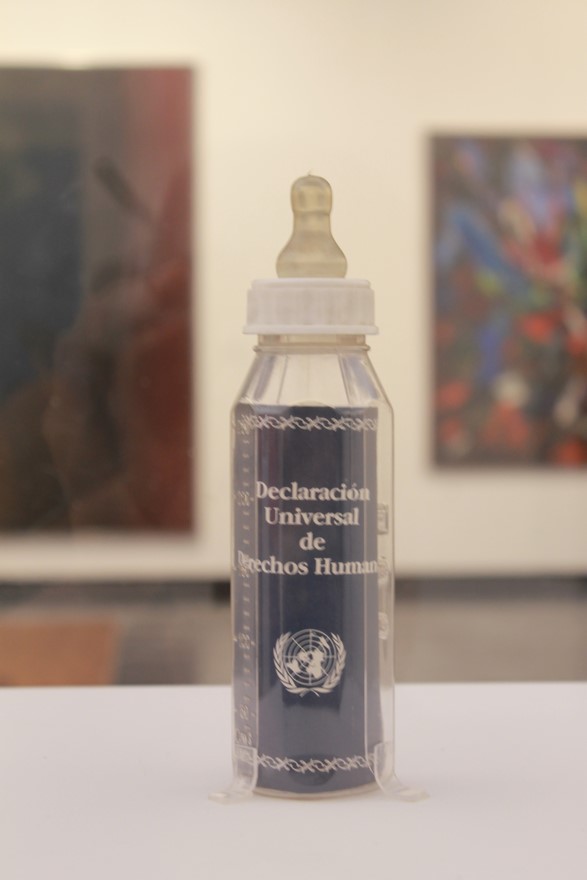 Declaración
Universal
de
Derechos Human